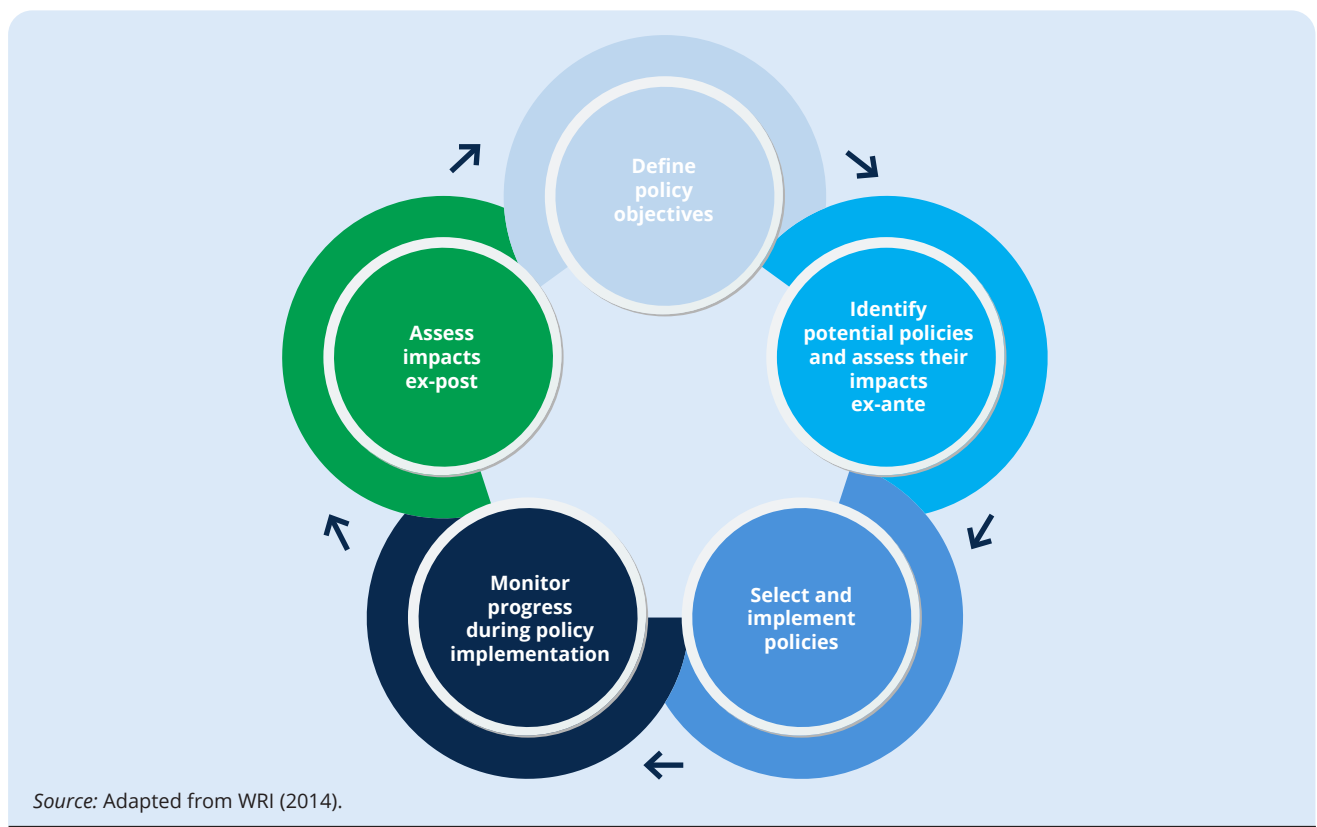 Define
policy
objectives
Identify
potential policies
and assess their
impacts
ex-ante
Select and
implement
policies
Monitor
progress
during policy
implementation
Assess
impacts
ex-post
Source: Adapted from WRI (2014).